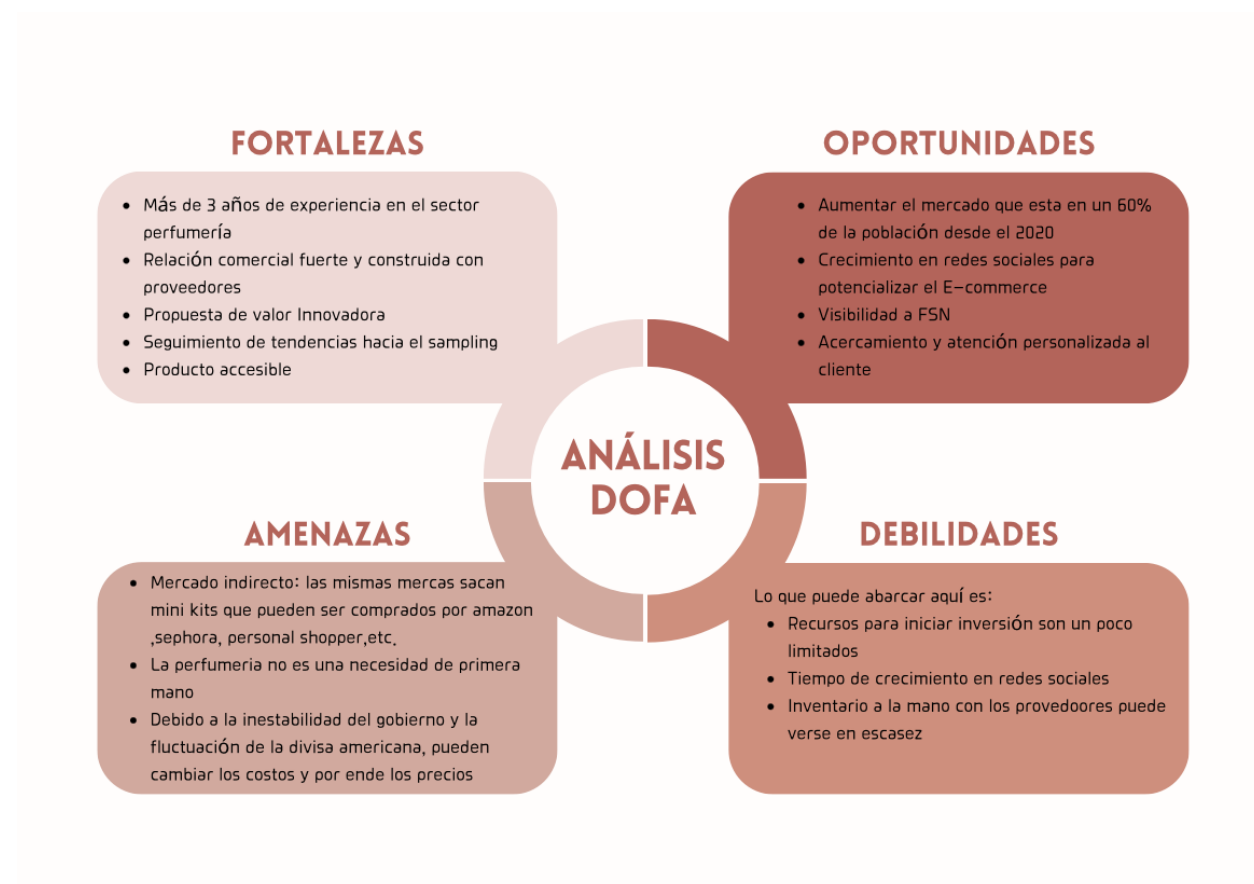 FORTALEZAS
• Más de 3 años de experiencia en el sector
perfumería
• Relación comercial fuerte y construida con
proveedores
• Propuesta de valor Innovadora
• Seguimiento de tendencias hacia el sampling
• Producto accesible
OPORTUNIDADES
• Aumentar el mercado que esta en un 60%
de la población desde el 2020
• Crecimiento en redes sociales para
potencializar el E-commerce
• Visibilidad a FSN
• Acercamiento y atención personalizada al
cliente
ANÁLISIS
DOFA
AMENAZAS
• Mercado indirecto: las mismas mercas sacan
mini kits que pueden ser comprados por amazon
,sephora, personal shopper,etc.
• La perfumeria no es una necesidad de primera
mano
• Debido a la inestabilidad del gobierno y la
fluctuación de la divisa americana, pueden
cambiar los costos y por ende los precios
DEBILIDADES
Lo que puede abarcar aquí es:
• Recursos para iniciar inversión son un poco
limitados
• Tiempo de crecimiento en redes sociales
• Inventario a la mano con los provedoores puede
verse en escasez